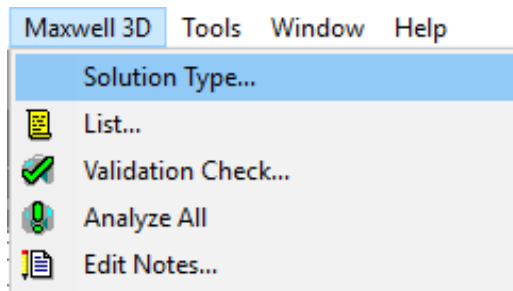 Maxwell 3D Tools Window Help
Solution Type...
List...
Validation Check...
Analyze All
Edit Notes...